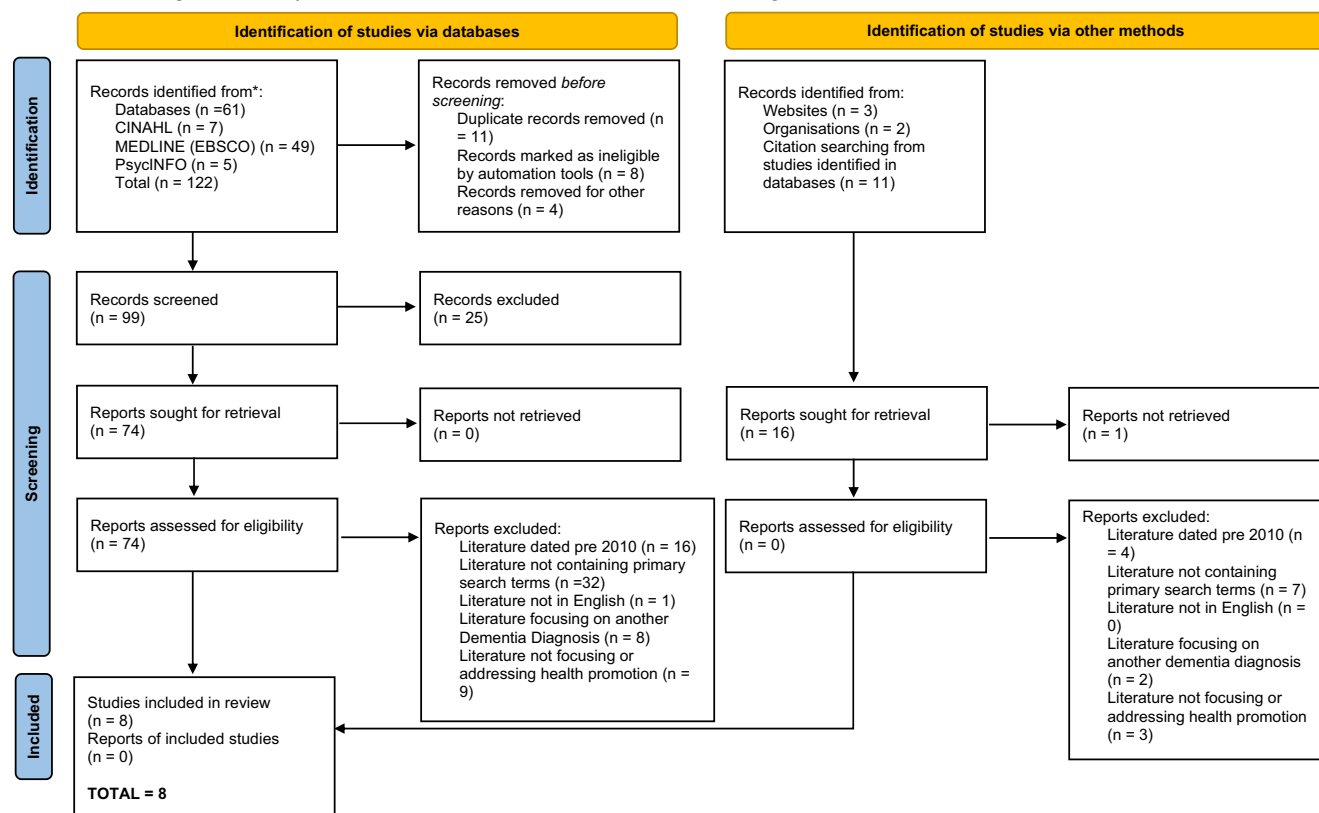 Identification of studies via databases
Identification of studies via other methods
Identification
Records identified from*:
Databases (n =61)
CINAHL (n = 7)
MEDLINE (EBSCO) (n = 49)
PsycINFO (n = 5)
Total (n = 122)
Records removed before
screening:
Duplicate records removed (n
= 11)
Records marked as ineligible
by automation tools (n = 8)
Records removed for other
reasons (n = 4)
Records identified from:
Websites (n = 3)
Organisations (n = 2)
Citation searching from
studies identified in
databases (n = 11)
Screening
Records screened
(n = 99)
Records excluded
(n = 25)
Reports sought for retrieval
(n = 74)
Reports not retrieved
(n = 0)
Reports sought for retrieval
(n = 16)
Reports not retrieved
(n = 1)
Reports assessed for eligibility
(n = 74)
Reports excluded:
Literature dated pre 2010 (n = 16)
Literature not containing primary
search terms (n =32)
Literature not in English (n = 1)
Literature focusing on another
Dementia Diagnosis (n = 8)
Literature not focusing or
addressing health promotion (n =
9)
Reports assessed for eligibility
(n = 0)
Reports excluded:
Literature dated pre 2010 (n
= 4)
Literature not containing
primary search terms (n = 7)
Literature not in English (n =
0)
Literature focusing on
another dementia diagnosis
(n = 2)
Literature not focusing or
addressing health promotion
(n = 3)
Included
Studies included in review
(n = 8)
Reports of included studies
(n = 0)
TOTAL = 8